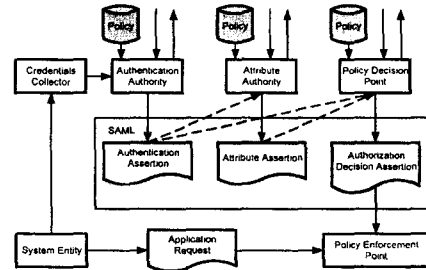 Policy
Policy
Policy
Credentials
Collector
Authentication
Authority
Attribute
Authority
Policy Decision
Point
SAML
Authentication
Assertion
Attribute Assertion
Authorization
Decision Assertion
System Entity
Application
Request
Policy Enforcement
Point